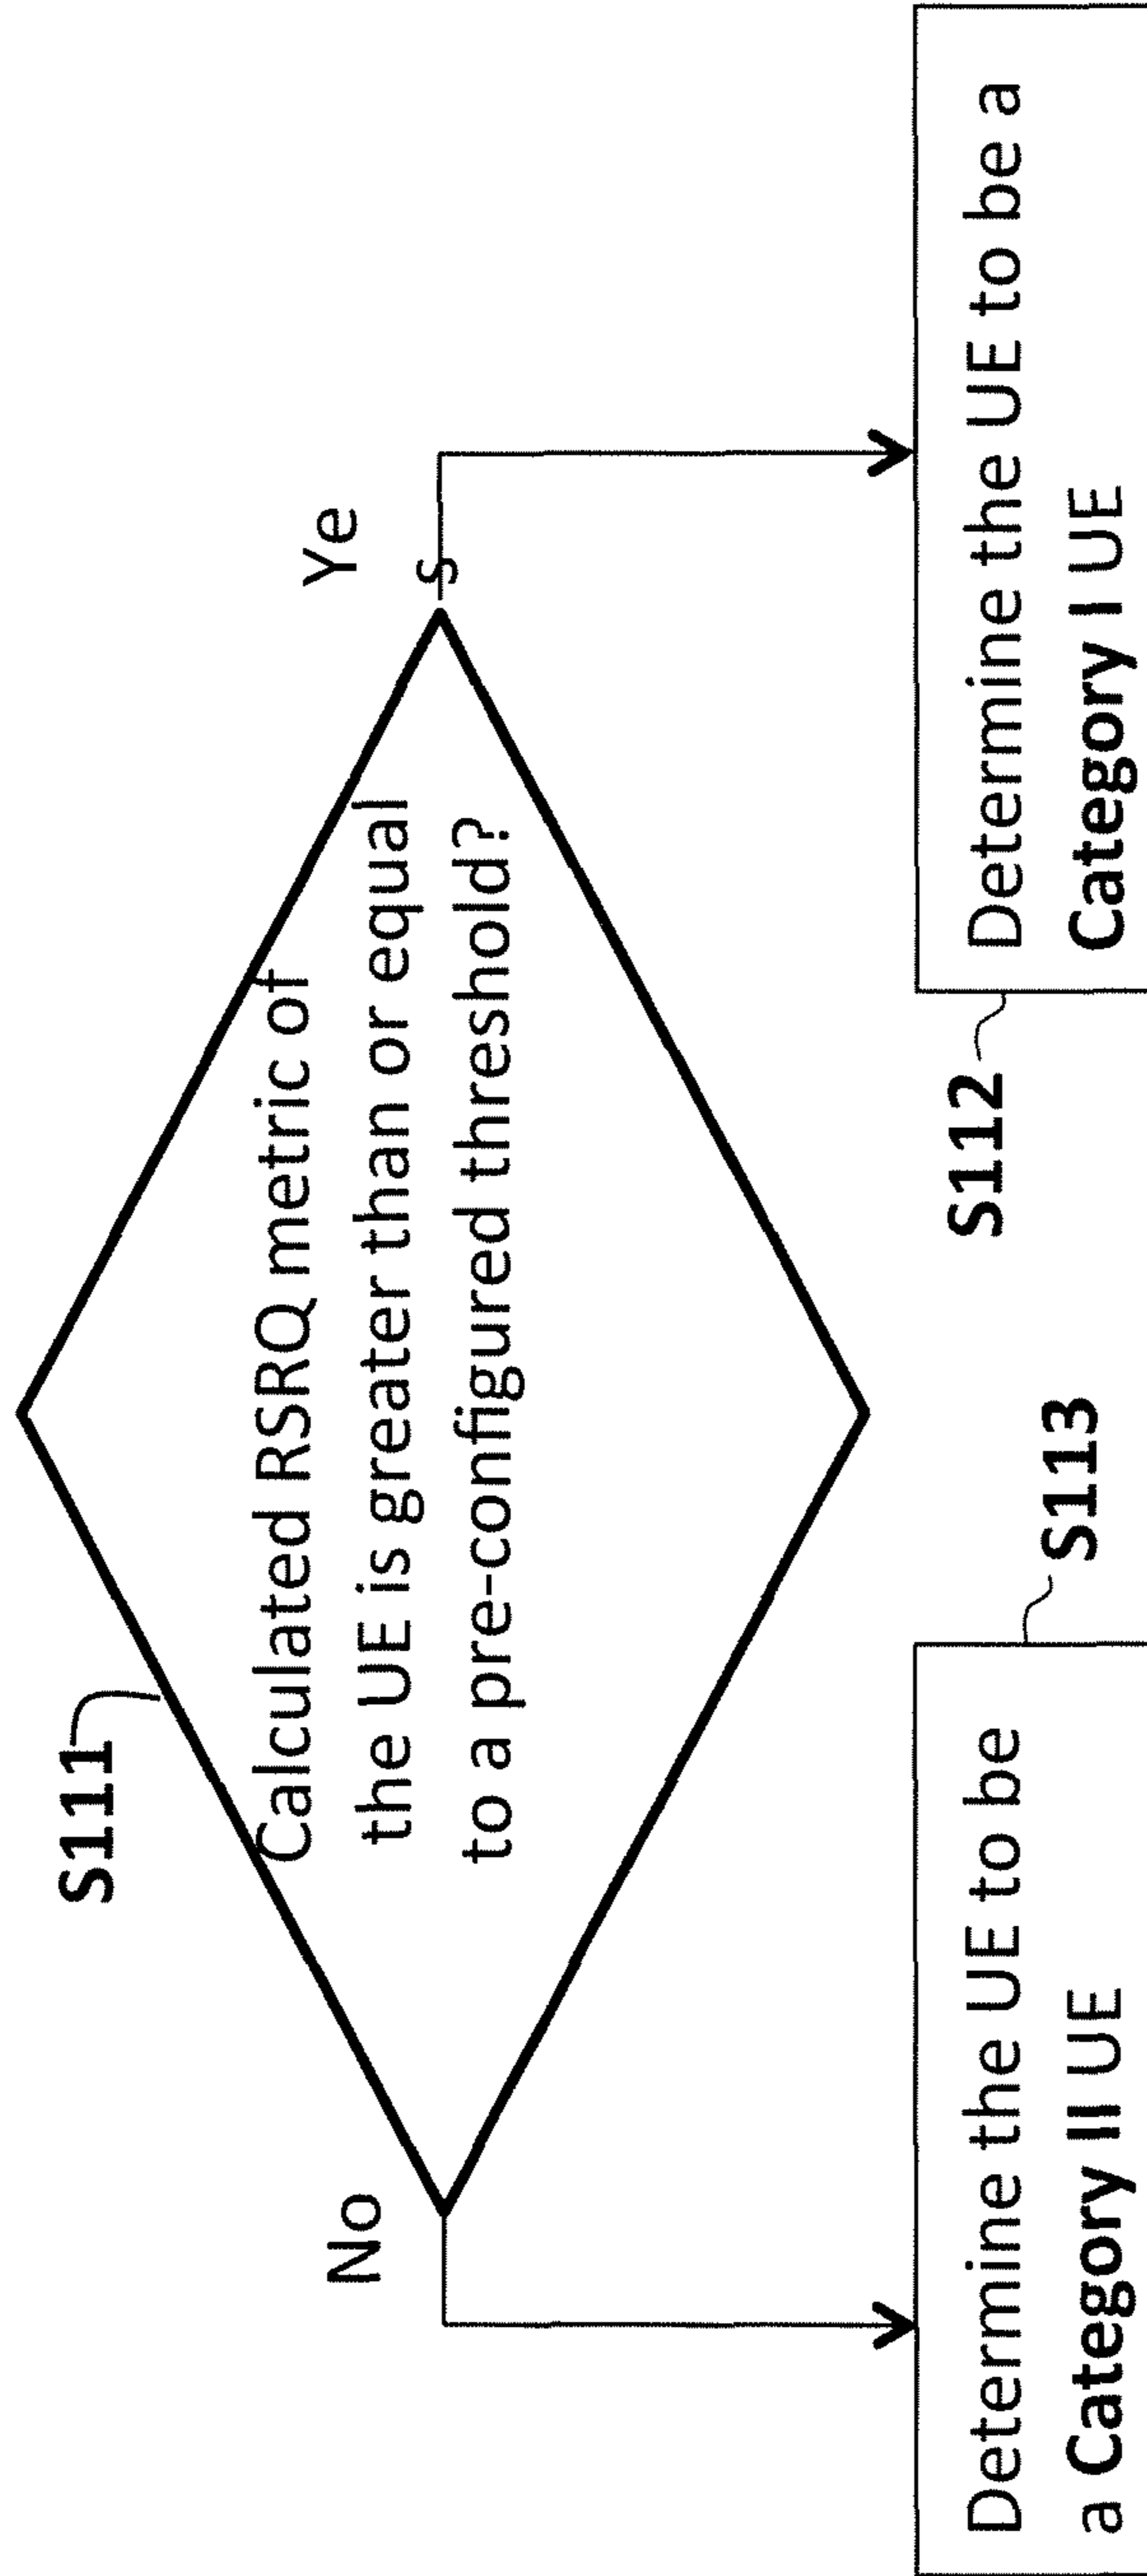 S111
Calculated RSRQ metric of
the UE is greater than or equal
to a pre-configured threshold?
No
Ye
s
Determine the UE to be
a Category II UE
S113
S112
Determine the UE to be a
Category I UE